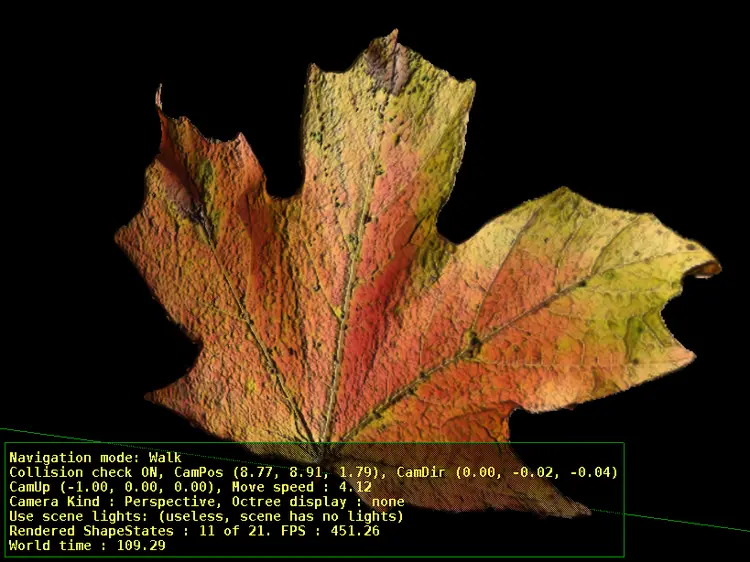 Navigation mode: Walk
Collision check ON, CamPos (8.77, 8.91, 1.79), CamDir (0.00, -0.02, -0.04)
CamUp (-1.00, 0.00, 0.00), Move speed : 4.12
Camera Kind : Perspective, Octree display : none
Use scene lights: (useless, scene has no lights)
Rendered ShapeStates : 11 of 21. FPS : 451.26
World time : 109.29